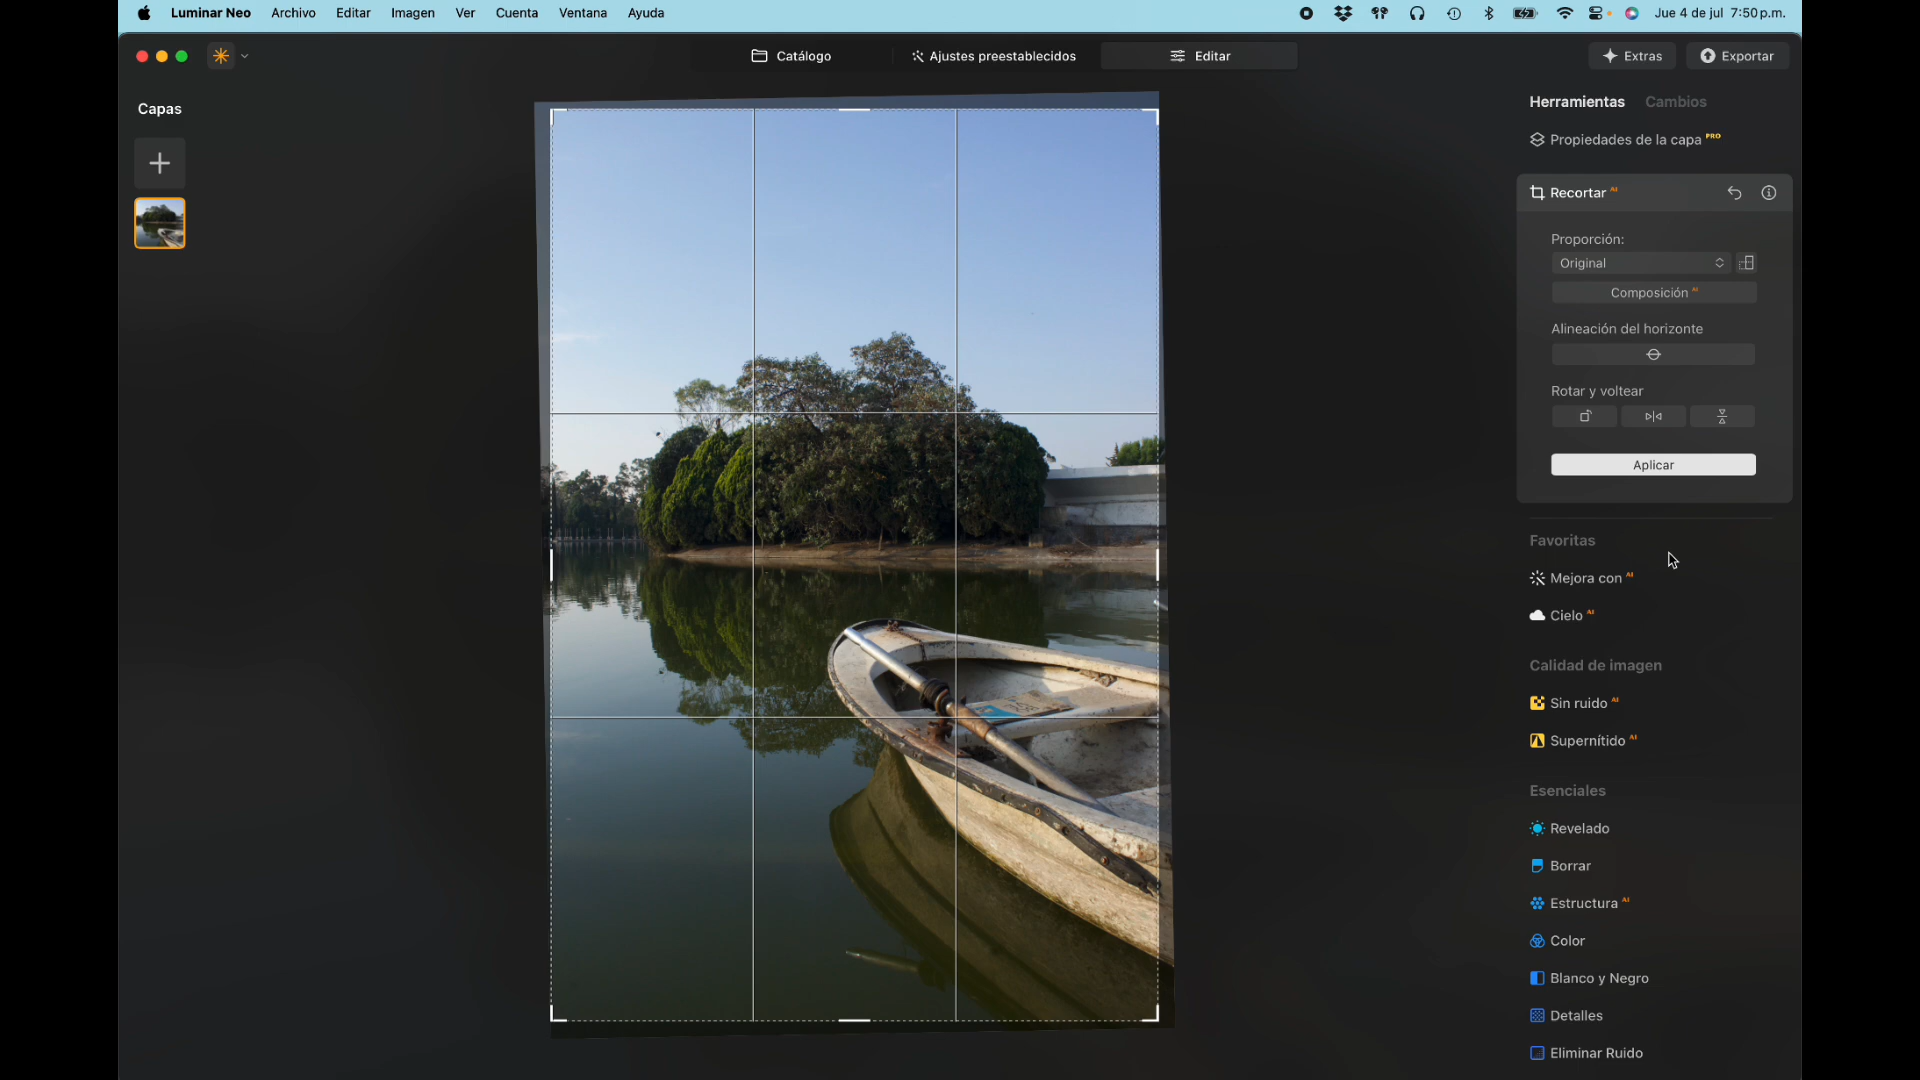 Luminar Neo Archivo Editar Imagen Ver Cuenta Ventana Ayuda
Jue 4 de jul 7:50 p.m.
Catálogo
Ajustes preestablecidos
Editar
Extras
Exportar
Capas
Herramientas Cambios
Propiedades de la capa PRO
Recortar AI
Proporción:
Original
Composición AI
Alineación del horizonte
Rotar y voltear
Aplicar
Favoritas
Mejora con AI
Cielo AI
Calidad de imagen
Sin ruido AI
Supernítido AI
Esenciales
Revelado
Borrar
Estructura AI
Color
Blanco y Negro
Detalles
Eliminar Ruido